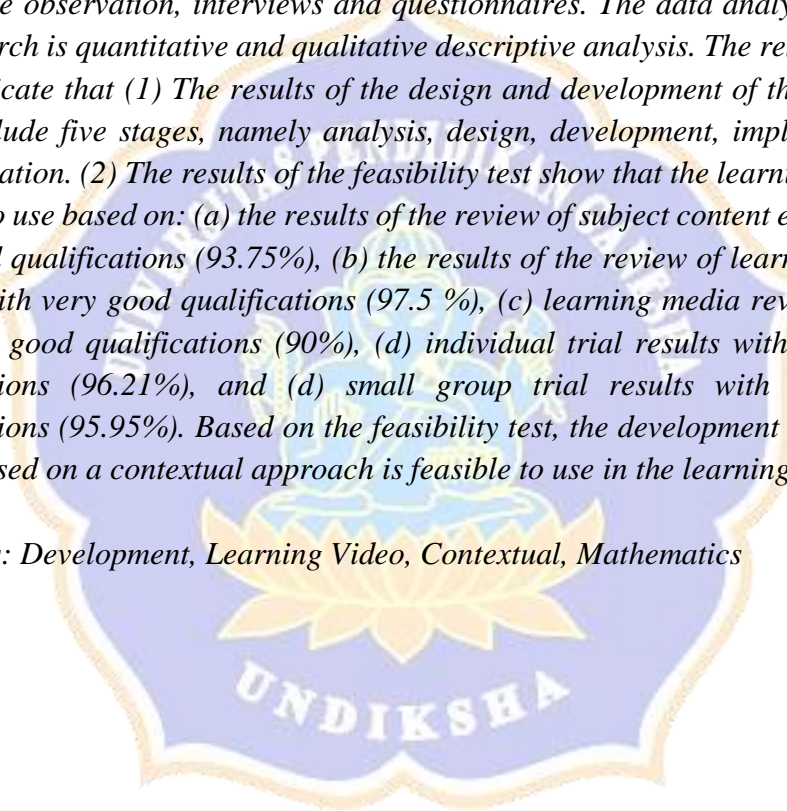 e observation, interviews and questionnaires. The data analy
rch is quantitative and qualitative descriptive analysis. The re
icate that (1) The results of the design and development of th
lude five stages, namely analysis, design, development, impl
ation. (2) The results of the feasibility test show that the learni
o use based on: (a) the results of the review of subject content e
l qualifications (93.75%), (b) the results of the review of learn
ith very good qualifications (97.5 %), (c) learning media rev
good qualifications (90%), (d) individual trial results with
ions (96.21%), and (d) small group trial results with
ions (95.95%). Based on the feasibility test, the development
sed on a contextual approach is feasible to use in the learning
: Development, Learning Video, Contextual, Mathematics
UNIVERSITAS PENDIDIKAN GANESHA
UNDIKSHA